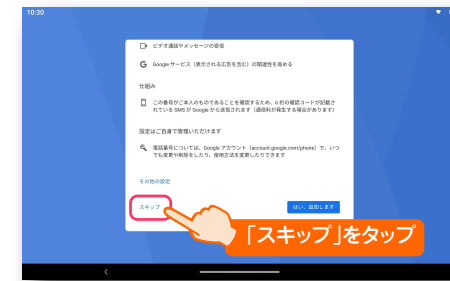 10:30
ビデオ通話やメッセージの受信
Google サービス（表示される広告を含む）の関連性を高める
仕組み
この番号がご本人のものであることを確認するため、6 桁の確認コードが記載さ
れている SMS が Google から送信されます（通信料が発生する場合があります）
設定はご自身で管理いただけます
電話番号については、Google アカウント（account.google.com/phone）で、いつ
でも変更や削除をしたり、使用方法を変更したりできます
その他の設定
スキップ
はい、追加します
「スキップ」をタップ